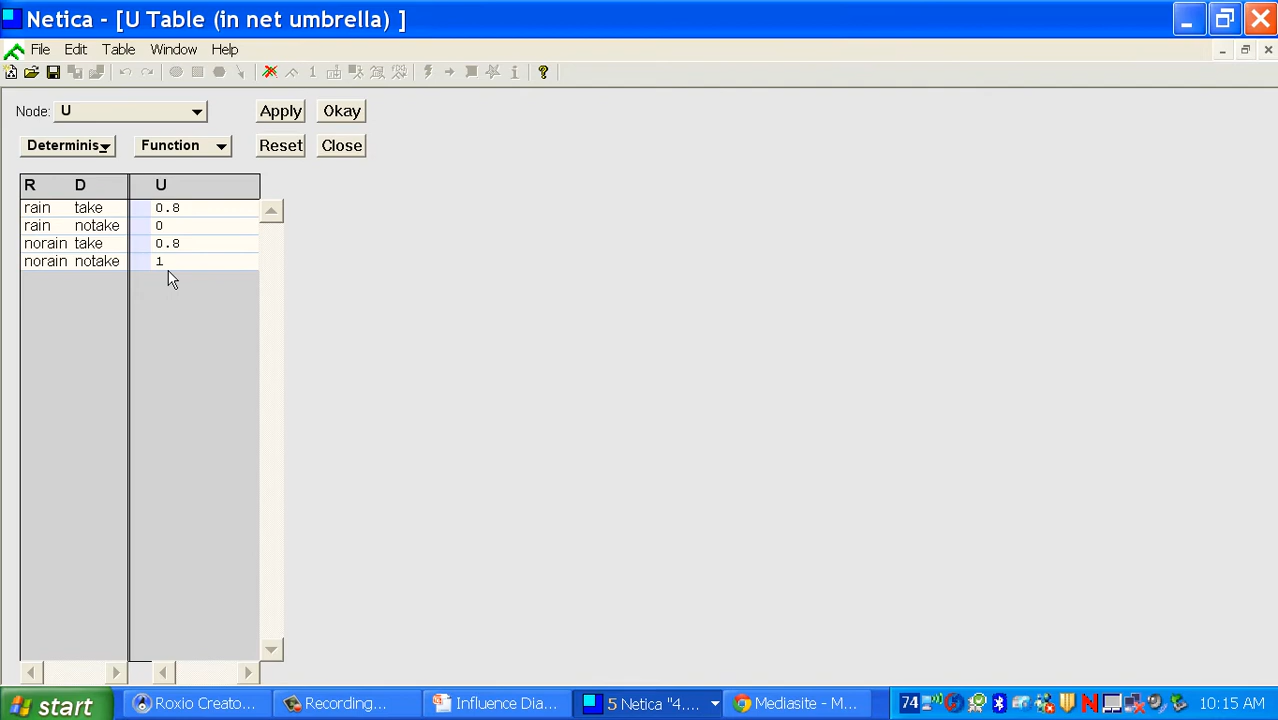 Netica - [U Table (in net umbrella) ]
File Edit Table Window Help
Node: U Apply Okay
Determinis Function Reset Close
R D U
rain take 0.8
rain notake 0
norain take 0.8
norain notake 1
start Roxio Creato... Recording... Influence Dia... 5 Netica "4.... Mediasite - M... 74 10:15 AM